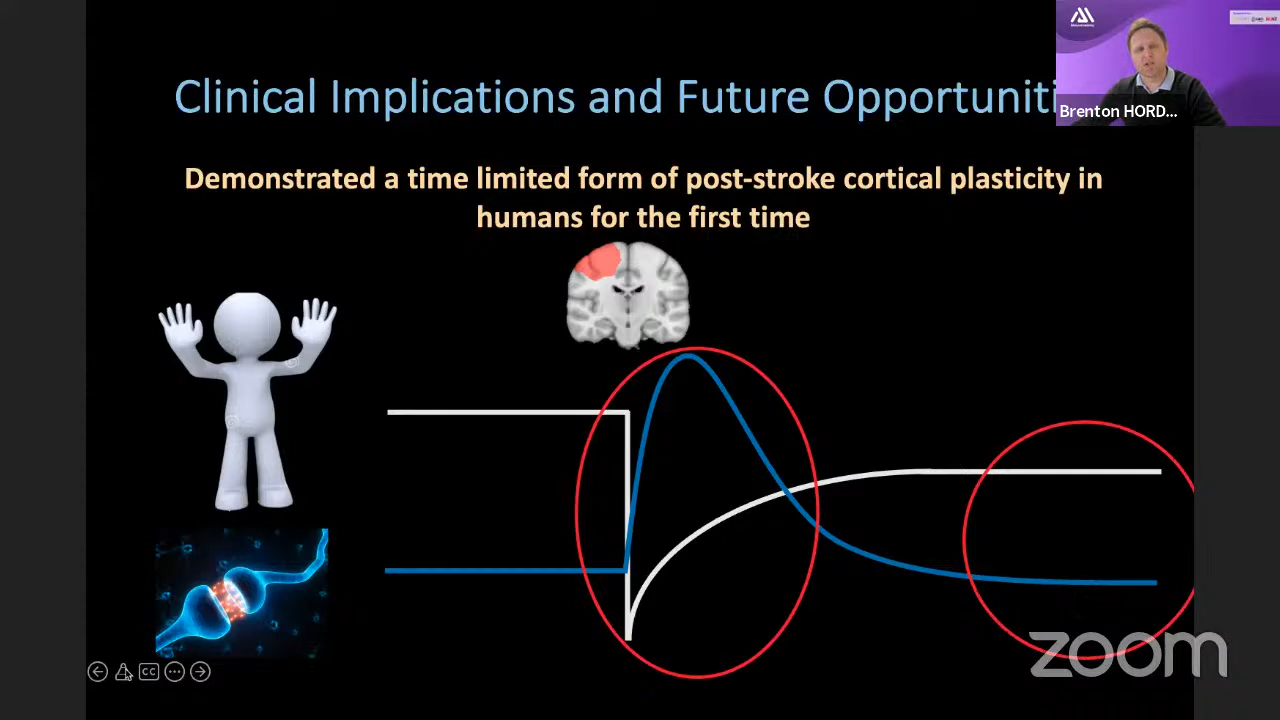 Clinical Implications and Future Opportuniti
Brenton HORD...
Demonstrated a time limited form of post-stroke cortical plasticity in
humans for the first time
CC
zoom